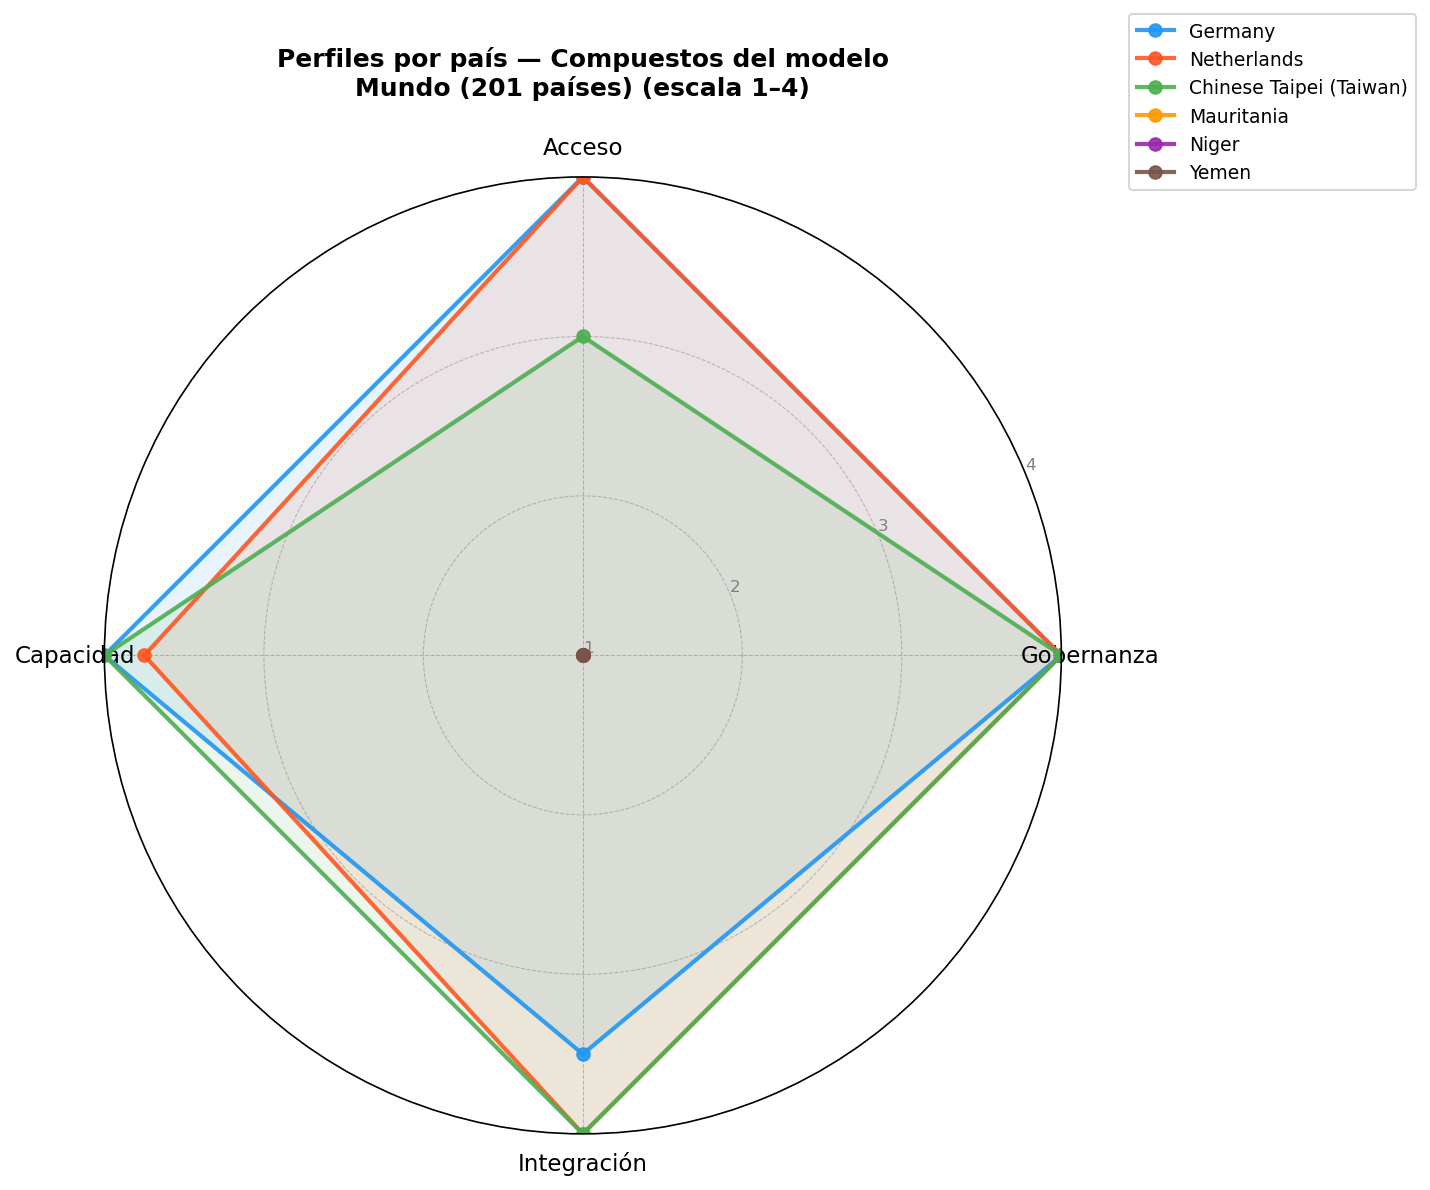 Perfiles por país — Compuestos del modelo
Mundo (201 países) (escala 1–4)
Germany
Netherlands
Chinese Taipei (Taiwan)
Mauritania
Niger
Yemen
Acceso
4
3
2
1
Capacidad
Gobernanza
Integración